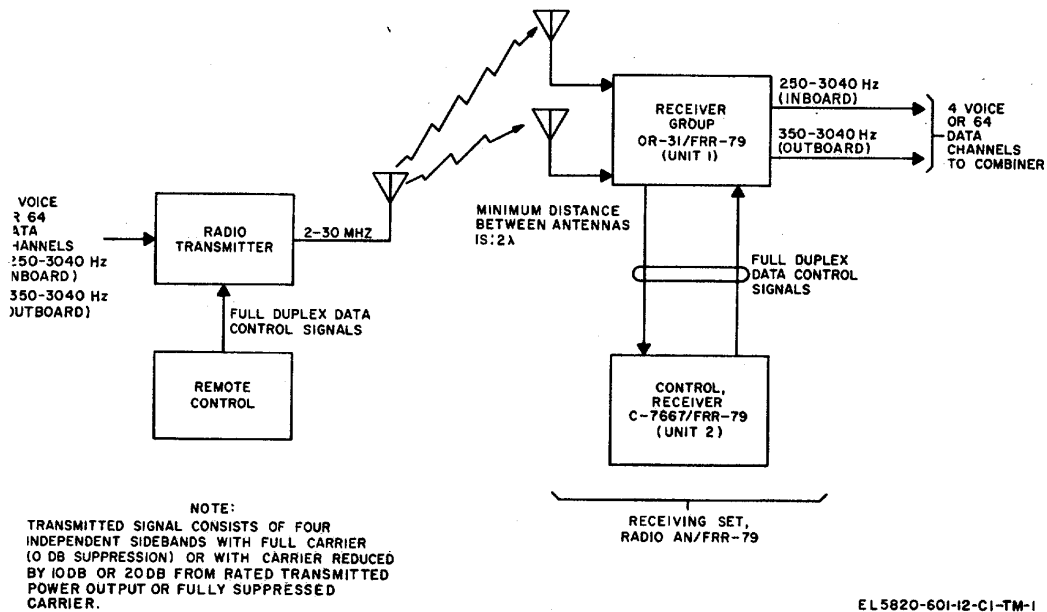 VOICE
R 64
ATA
HANNELS
250-3040 Hz
NBOARD)
350-3040 Hz
UTBOARD)
RADIO
TRANSMITTER
2-30 MHZ
FULL DUPLEX DATA
CONTROL SIGNALS
REMOTE
CONTROL
RECEIVER
GROUP
OR-31/FRR-79
(UNIT 1)
250-3040 Hz
(INBOARD)
350-3040 Hz
(OUTBOARD)
4 VOICE
OR 64
DATA
CHANNELS
TO COMBINER
MINIMUM DISTANCE
BETWEEN ANTENNAS
IS:2λ
FULL DUPLEX
DATA CONTROL
SIGNALS
CONTROL,
RECEIVER
C-7667/FRR-79
(UNIT 2)
RECEIVING SET,
RADIO AN/FRR-79
NOTE:
TRANSMITTED SIGNAL CONSISTS OF FOUR
INDEPENDENT SIDEBANDS WITH FULL CARRIER
(0 DB SUPPRESSION) OR WITH CARRIER REDUCED
BY 10DB OR 20DB FROM RATED TRANSMITTED
POWER OUTPUT OR FULLY SUPPRESSED
CARRIER.
EL5820-601-12-C1-TM-1